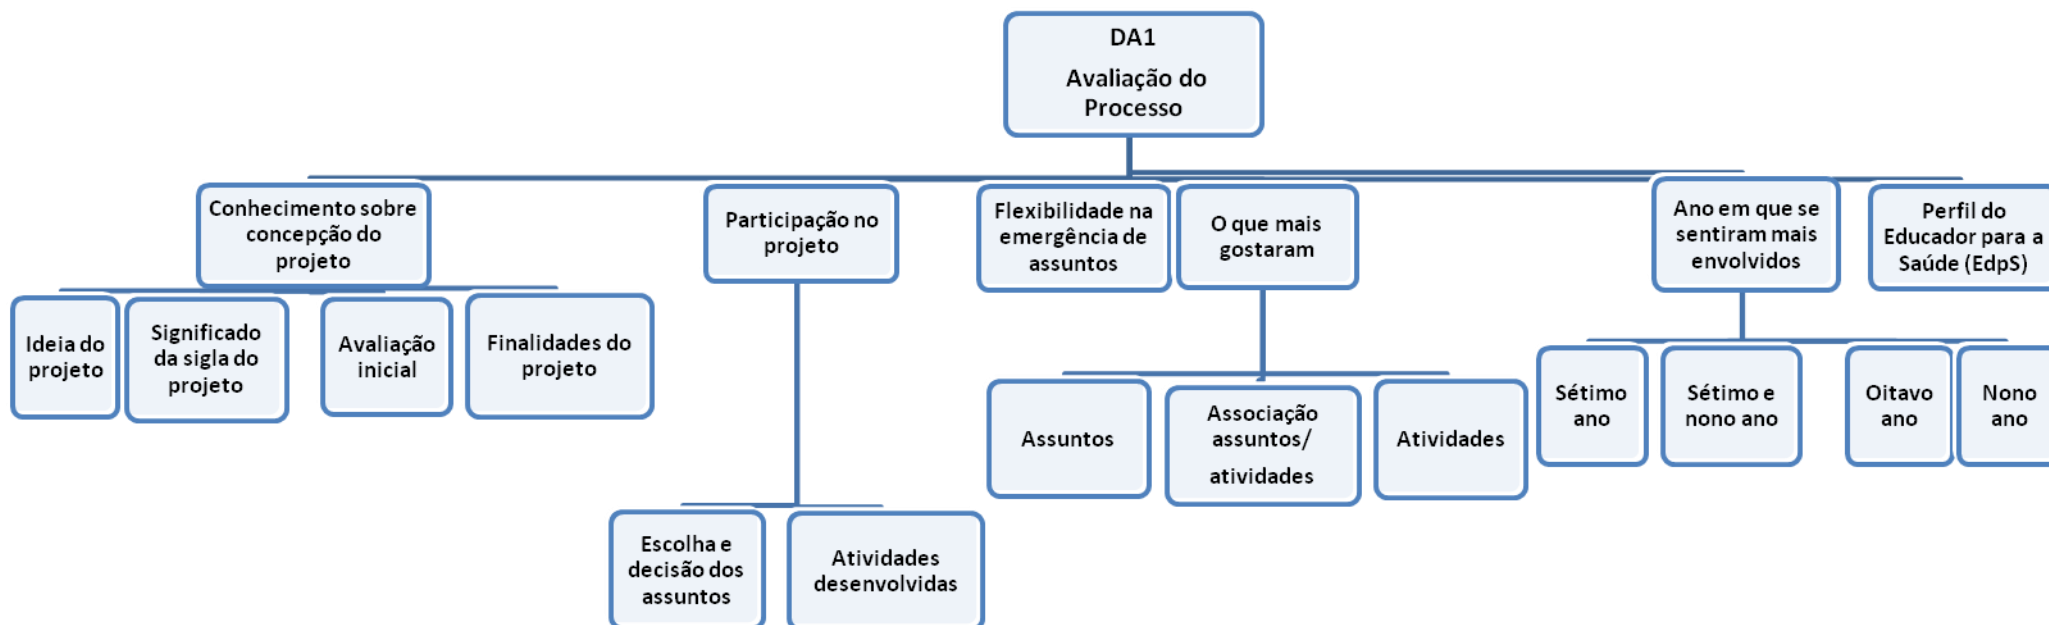 DA1
Avaliação do
Processo
Conhecimento sobre
concepção do
projeto
Participação no
projeto
Flexibilidade na
emergência de
assuntos
O que mais
gostaram
Ano em que se
sentiram mais
envolvidos
Perfil do
Educador para a
Saúde (EdpS)
Ideia do
projeto
Significado
da sigla do
projeto
Avaliação
inicial
Finalidades do
projeto
Escolha e
decisão dos
assuntos
Atividades
desenvolvidas
Assuntos
Associação
assuntos/
atividades
Atividades
Sétimo
ano
Sétimo e
nono ano
Oitavo
ano
Nono
ano